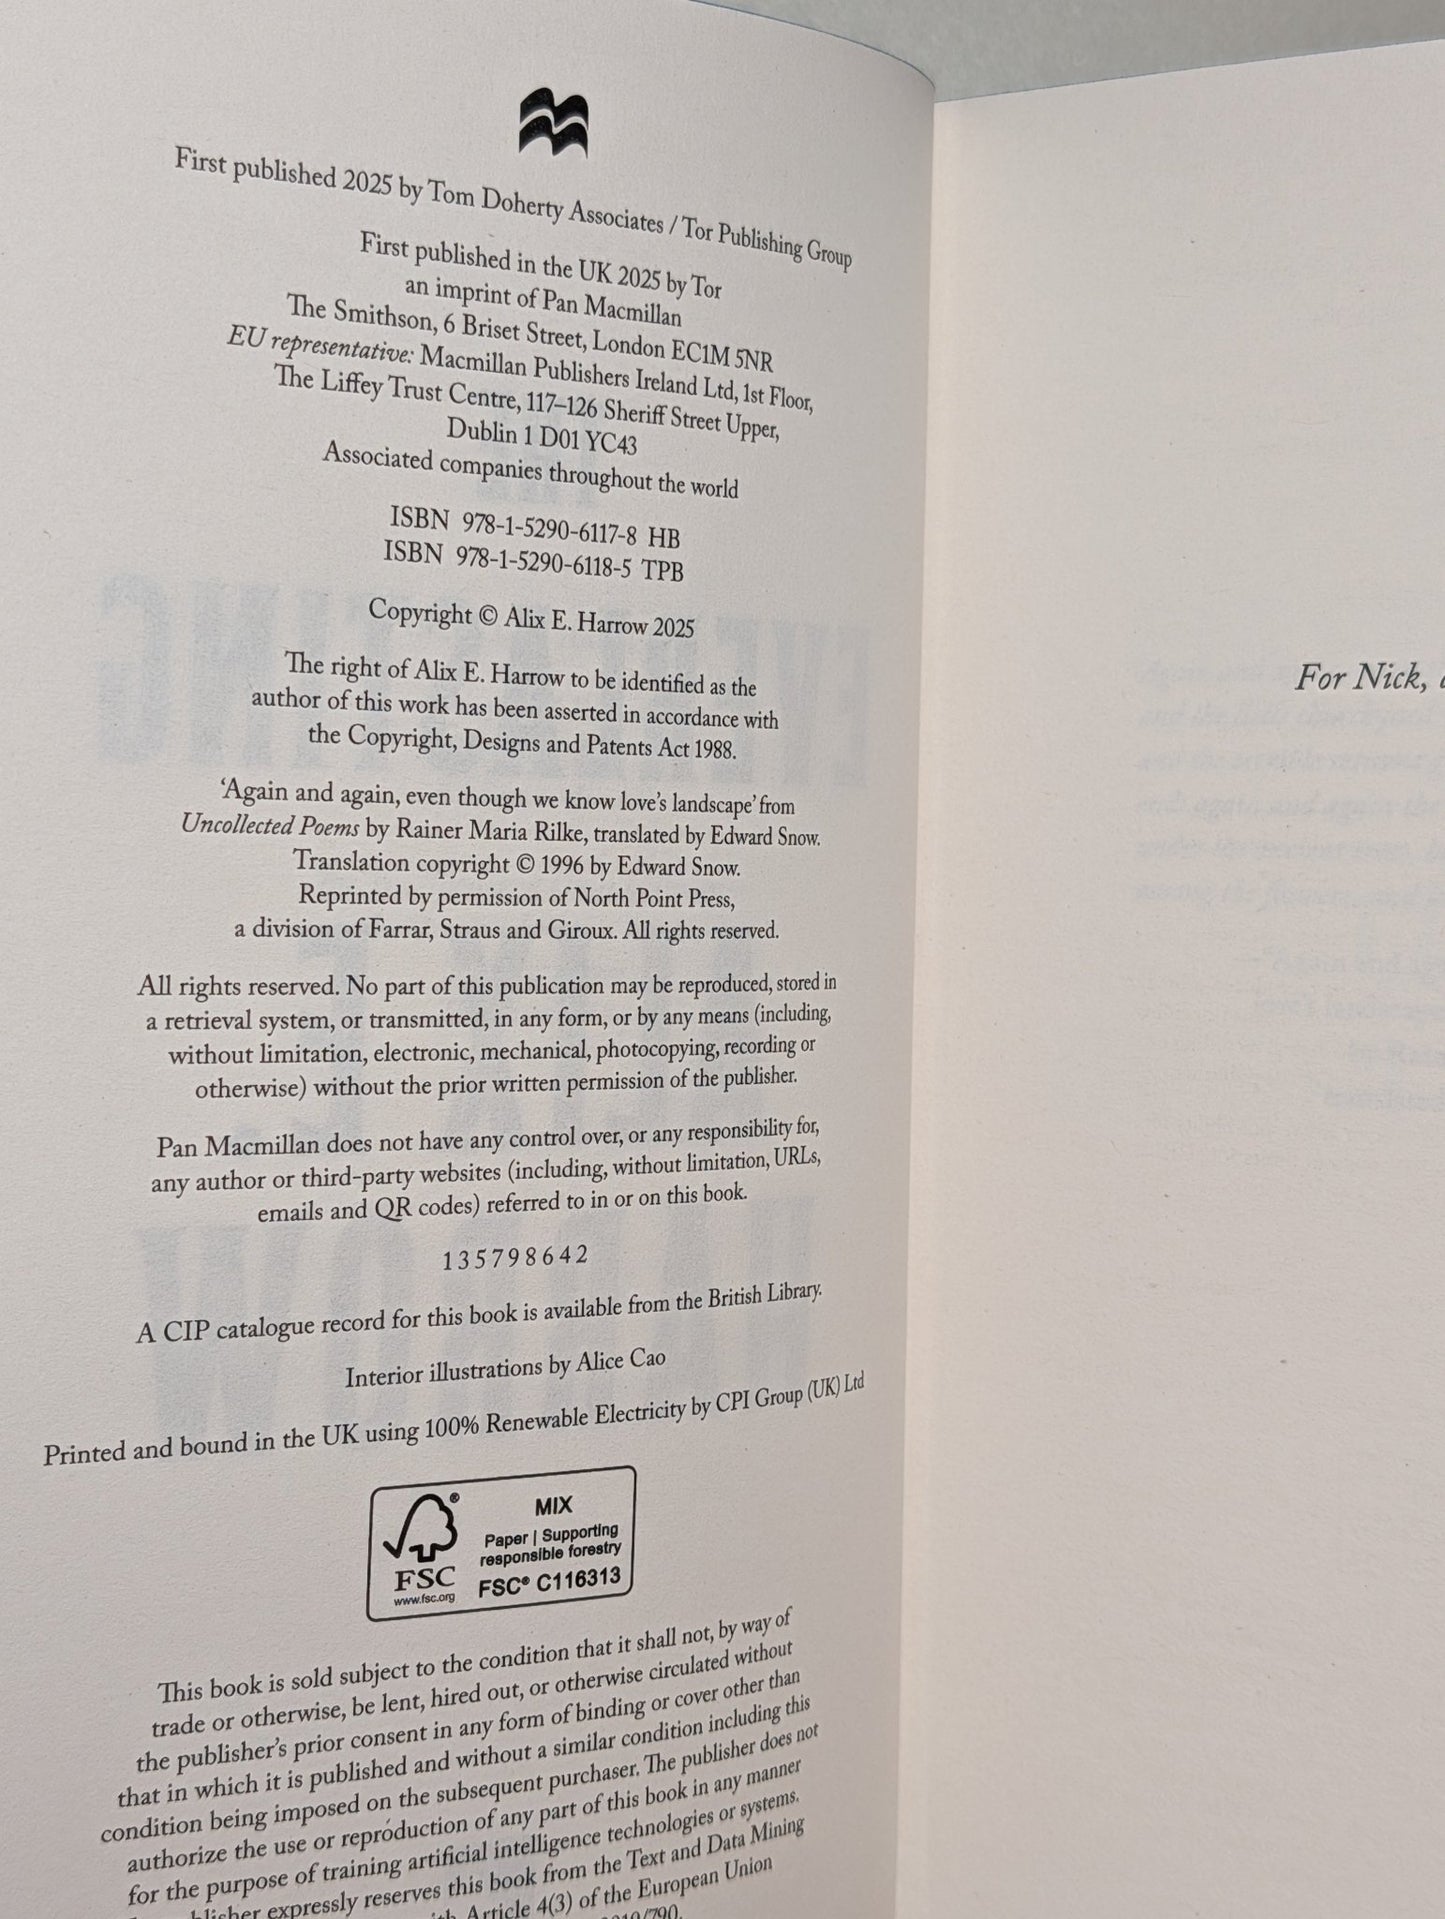 First published 2025 by Tom Doherty Associates / Tor Publishing Group
First published in the UK 2025 by Tor
an imprint of Pan Macmillan
The Smithson, 6 Briset Street, London EC1M 5NR
EU representative: Macmillan Publishers Ireland Ltd, 1st Floor,
The Liffey Trust Centre, 117–126 Sheriff Street Upper,
Dublin 1 D01 YC43
Associated companies throughout the world
ISBN 978-1-5290-6117-8 HB
ISBN 978-1-5290-6118-5 TPB
Copyright © Alix E. Harrow 2025
The right of Alix E. Harrow to be identified as the
author of this work has been asserted in accordance with
the Copyright, Designs and Patents Act 1988.
‘Again and again, even though we know love’s landscape’ from
Uncollected Poems by Rainer Maria Rilke, translated by Edward Snow.
Translation copyright © 1996 by Edward Snow.
Reprinted by permission of North Point Press,
a division of Farrar, Straus and Giroux. All rights reserved.
All rights reserved. No part of this publication may be reproduced, stored in
a retrieval system, or transmitted, in any form, or by any means (including,
without limitation, electronic, mechanical, photocopying, recording or
otherwise) without the prior written permission of the publisher.
Pan Macmillan does not have any control over, or any responsibility for,
any author or third-party websites (including, without limitation, URLs,
emails and QR codes) referred to in or on this book.
1 3 5 7 9 8 6 4 2
A CIP catalogue record for this book is available from the British Library.
Interior illustrations by Alice Cao
Printed and bound in the UK using 100% Renewable Electricity by CPI Group (UK) Ltd
®
FSC
www.fsc.org
MIX
Paper | Supporting
responsible forestry
FSC® C116313
This book is sold subject to the condition that it shall not, by way of
trade or otherwise, be lent, hired out, or otherwise circulated without
the publisher’s prior consent in any form of binding or cover other than
that in which it is published and without a similar condition including this
condition being imposed on the subsequent purchaser. The publisher does not
authorize the use or reproduction of any part of this book in any manner
for the purpose of training artificial intelligence technologies or systems.
expressly reserves this book from the Text and Data Mining
Article 4(3) of the European Union
For Nick,